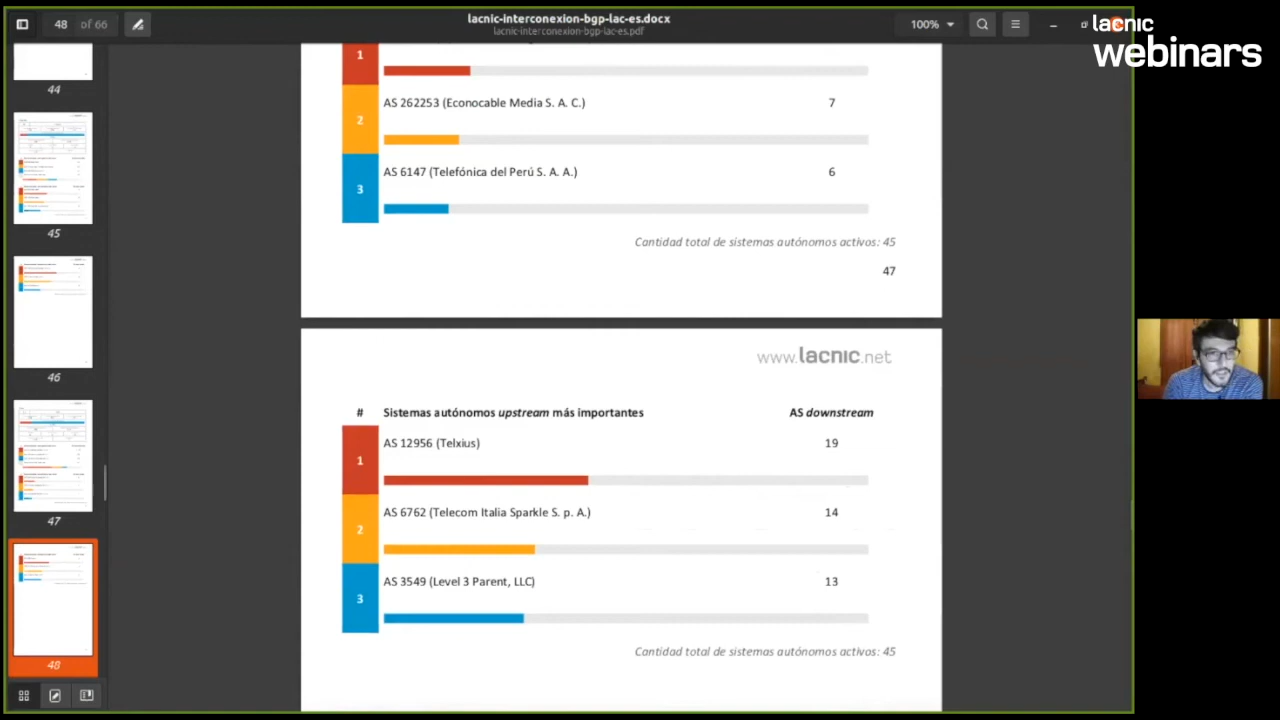 48 of 66
lacnic-interconexion-bgp-lac-es.docx
lacnic-interconexion-bgp-lac-es.pdf
100%
lacnic
webinars
44
45
46
47
48
1
2 AS 262253 (Econocable Media S. A. C.) 7
3 AS 6147 (Telefónica del Perú S. A. A.) 6
Cantidad total de sistemas autónomos activos: 45
47
www.lacnic.net
# Sistemas autónomos upstream más importantes AS downstream
1 AS 12956 (Telxius) 19
2 AS 6762 (Telecom Italia Sparkle S. p. A.) 14
3 AS 3549 (Level 3 Parent, LLC) 13
Cantidad total de sistemas autónomos activos: 45